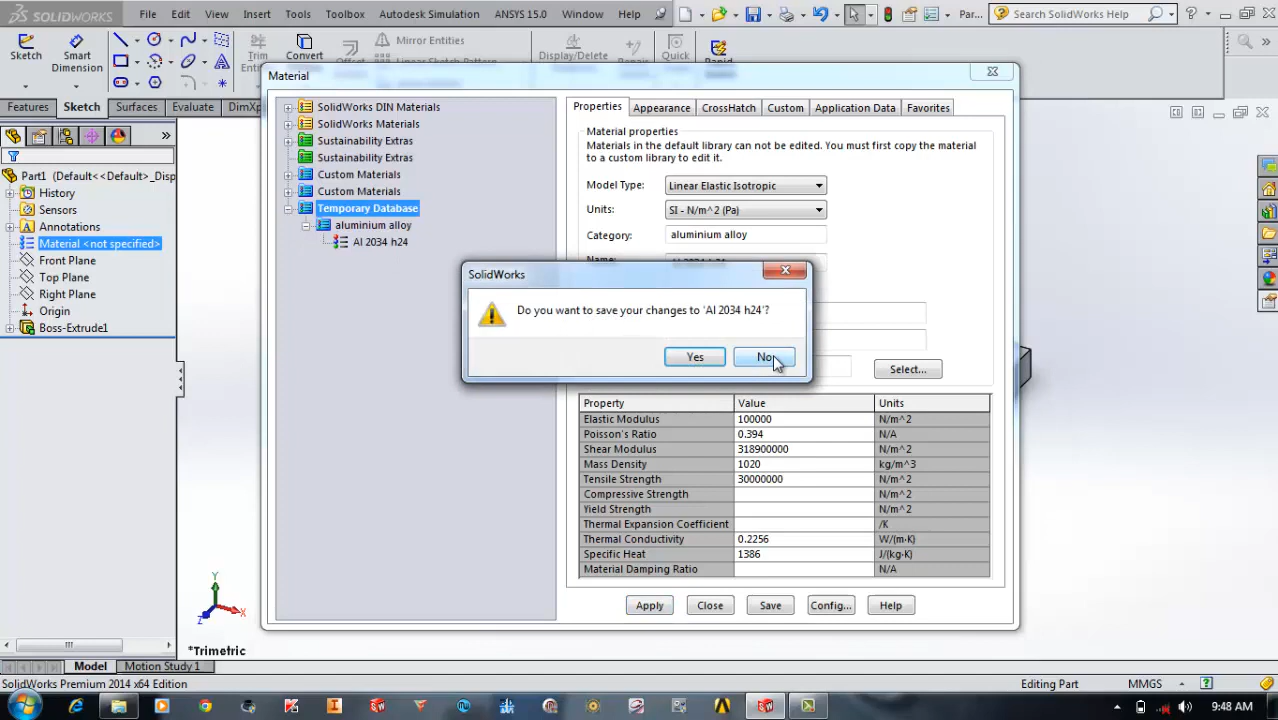 SOLIDWORKS File Edit View Insert Tools Toolbox Autodesk Simulation ANSYS 15.0 Window Help Par... Search SolidWorks Help
Sketch Smart Dimension Trim Convert Mirror Entities Display/Delete Quick Rapid
Features Sketch Surfaces Evaluate DimXp
Part1 (Default<<Default>_Disp
History
Sensors
Annotations
Material <not specified>
Front Plane
Top Plane
Right Plane
Origin
Boss-Extrude1
Material
SolidWorks DIN Materials
SolidWorks Materials
Sustainability Extras
Sustainability Extras
Custom Materials
Custom Materials
Temporary Database
aluminium alloy
Al 2034 h24
Properties Appearance CrossHatch Custom Application Data Favorites
Material properties
Materials in the default library can not be edited. You must first copy the material
to a custom library to edit it.
Model Type: Linear Elastic Isotropic
Units: SI - N/m^2 (Pa)
Category: aluminium alloy
SolidWorks
Do you want to save your changes to 'Al 2034 h24'?
Yes No
Select...
Property Value Units
Elastic Modulus 100000 N/m^2
Poisson's Ratio 0.394 N/A
Shear Modulus 318900000 N/m^2
Mass Density 1020 kg/m^3
Tensile Strength 30000000 N/m^2
Compressive Strength N/m^2
Yield Strength N/m^2
Thermal Expansion Coefficient /K
Thermal Conductivity 0.2256 W/(m·K)
Specific Heat 1386 J/(kg·K)
Material Damping Ratio N/A
Apply Close Save Config... Help
Y
X
Z
*Trimetric
Model Motion Study 1
SolidWorks Premium 2014 x64 Edition Editing Part MMGS
9:48 AM